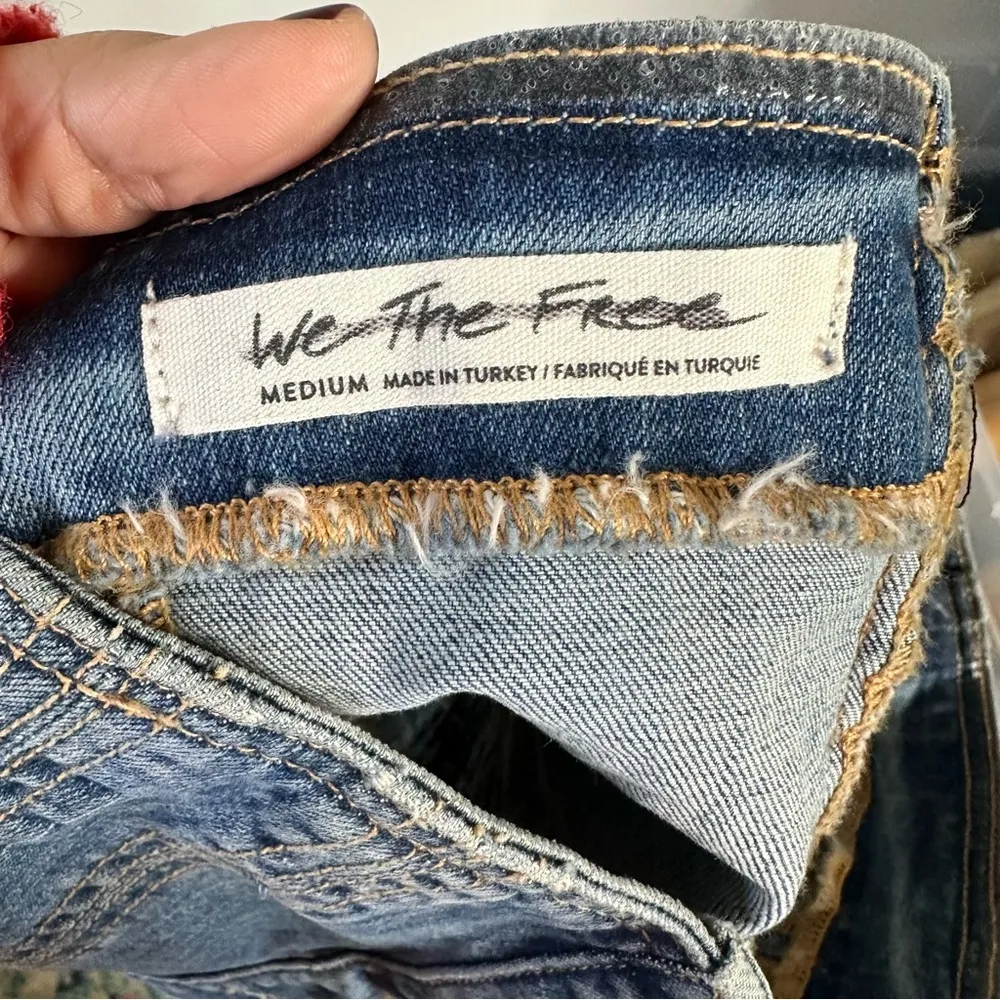 We The Free
MEDIUM MADE IN TURKEY / FABRIQUÉ EN TURQUIE